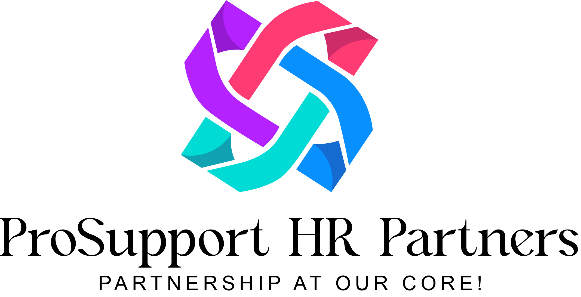 ProSupport HR Partners
PARTNERSHIP AT OUR CORE!